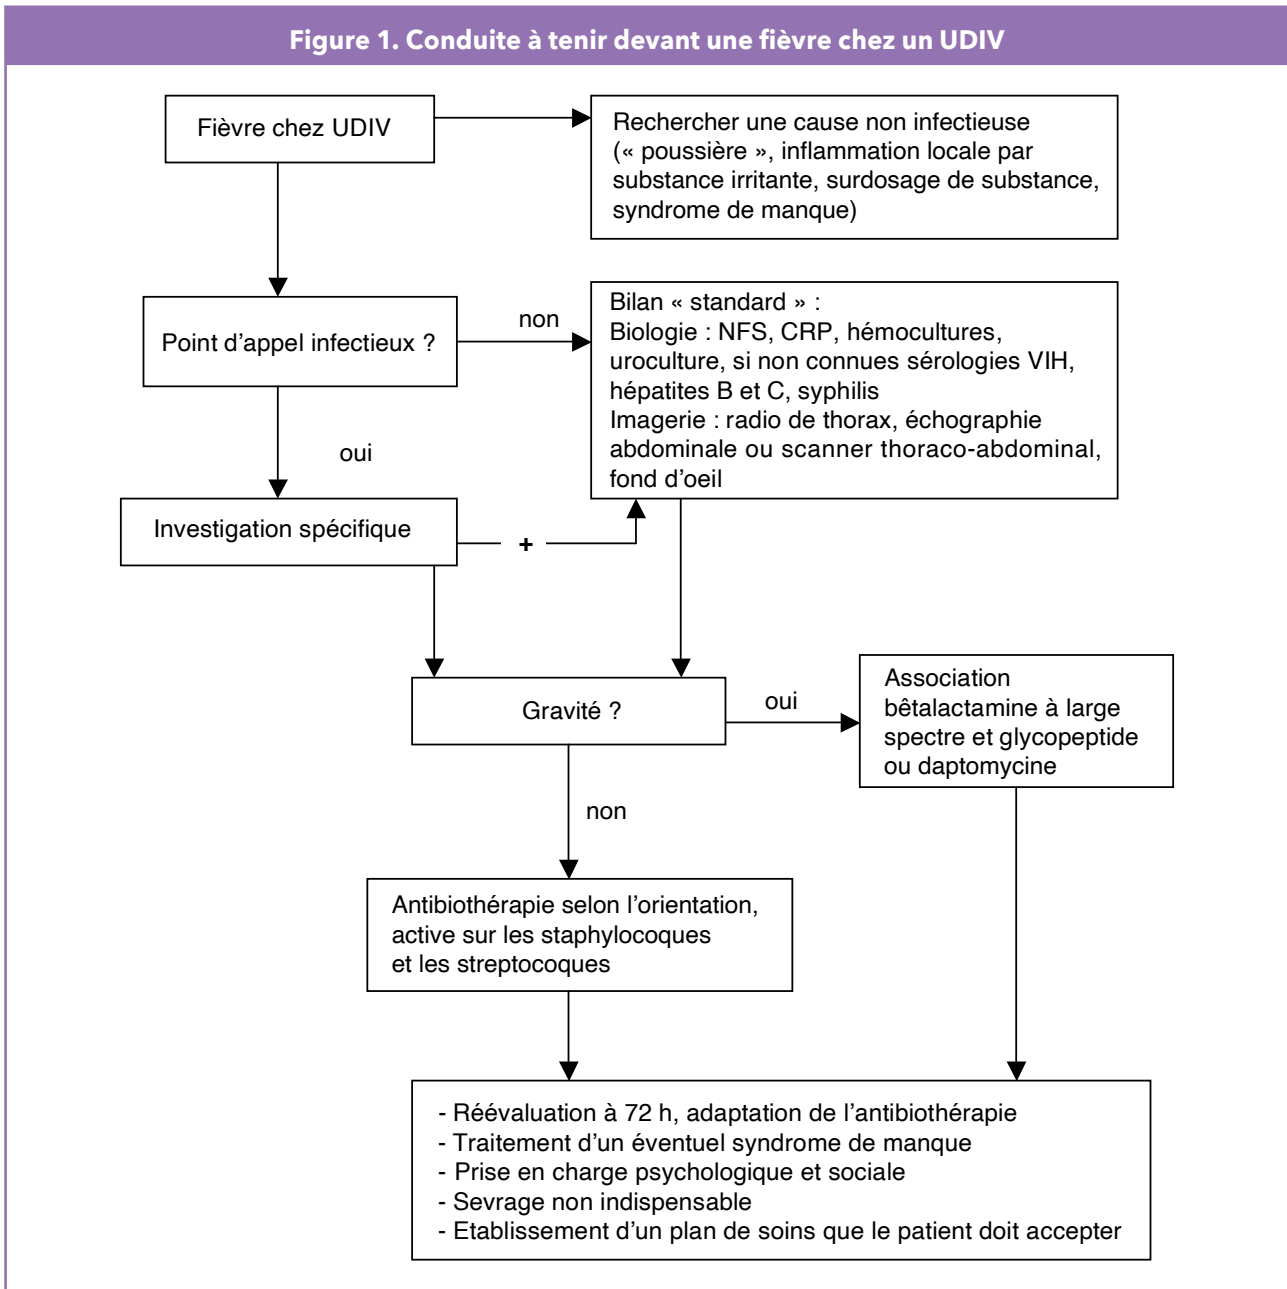 Figure 1. Conduite à tenir devant une fièvre chez un UDIV
Fièvre chez UDIV
Rechercher une cause non infectieuse
(« poussière », inflammation locale par
substance irritante, surdosage de substance,
syndrome de manque)
Point d'appel infectieux ?
non
Bilan « standard » :
Biologie : NFS, CRP, hémocultures,
uroculture, si non connues sérologies VIH,
hépatites B et C, syphilis
Imagerie : radio de thorax, échographie
abdominale ou scanner thoraco-abdominal,
fond d'oeil
oui
Investigation spécifique
+
Gravité ?
oui
Association
bêtalactamine à large
spectre et glycopeptide
ou daptomycine
non
Antibiothérapie selon l'orientation,
active sur les staphylocoques
et les streptocoques
- Réévaluation à 72 h, adaptation de l'antibiothérapie
- Traitement d'un éventuel syndrome de manque
- Prise en charge psychologique et sociale
- Sevrage non indispensable
- Etablissement d'un plan de soins que le patient doit accepter